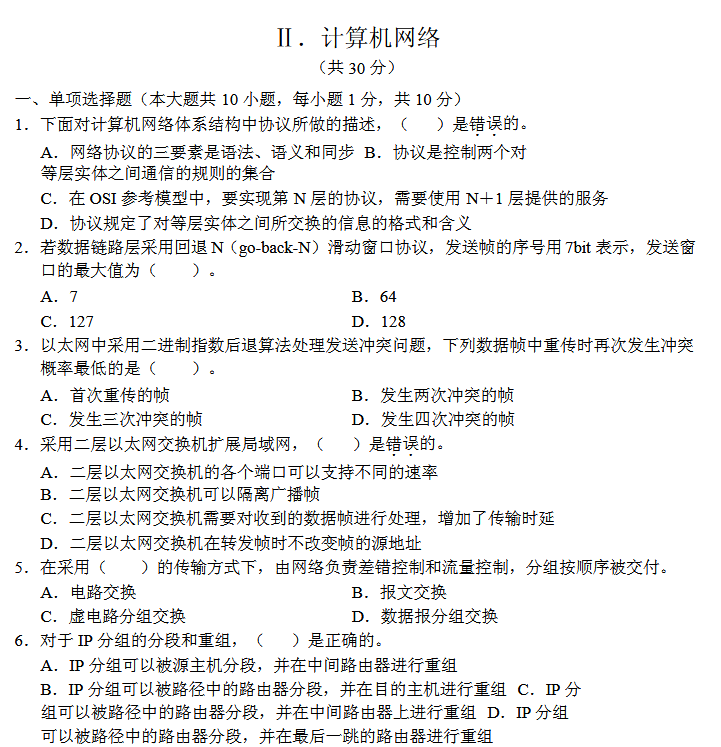 Ⅱ．计算机网络
（共 30 分）
一、单项选择题（本大题共 10 小题，每小题 1 分，共 10 分）
1．下面对计算机网络体系结构中协议所做的描述，（　　）是错误的。
A．网络协议的三要素是语法、语义和同步 B．协议是控制两个对
等层实体之间通信的规则的集合
C．在 OSI 参考模型中，要实现第 N 层的协议，需要使用 N＋1 层提供的服务
D．协议规定了对等层实体之间所交换的信息的格式和含义
2．若数据链路层采用回退 N（go-back-N）滑动窗口协议，发送帧的序号用 7bit 表示，发送窗
口的最大值为（　　）。
A．7 B．64
C．127 D．128
3．以太网中采用二进制指数后退算法处理发送冲突问题，下列数据帧中重传时再次发生冲突
概率最低的是（　　）。
A．首次重传的帧 B．发生两次冲突的帧
C．发生三次冲突的帧 D．发生四次冲突的帧
4．采用二层以太网交换机扩展局域网，（　　）是错误的。
A．二层以太网交换机的各个端口可以支持不同的速率
B．二层以太网交换机可以隔离广播帧
C．二层以太网交换机需要对收到的数据帧进行处理，增加了传输时延
D．二层以太网交换机在转发帧时不改变帧的源地址
5．在采用（　　）的传输方式下，由网络负责差错控制和流量控制，分组按顺序被交付。
A．电路交换 B．报文交换
C．虚电路分组交换 D．数据报分组交换
6．对于 IP 分组的分段和重组，（　　）是正确的。
A．IP 分组可以被源主机分段，并在中间路由器进行重组
B．IP 分组可以被路径中的路由器分段，并在目的主机进行重组 C．IP 分
组可以被路径中的路由器分段，并在中间路由器上进行重组 D．IP 分组
可以被路径中的路由器分段，并在最后一跳的路由器进行重组